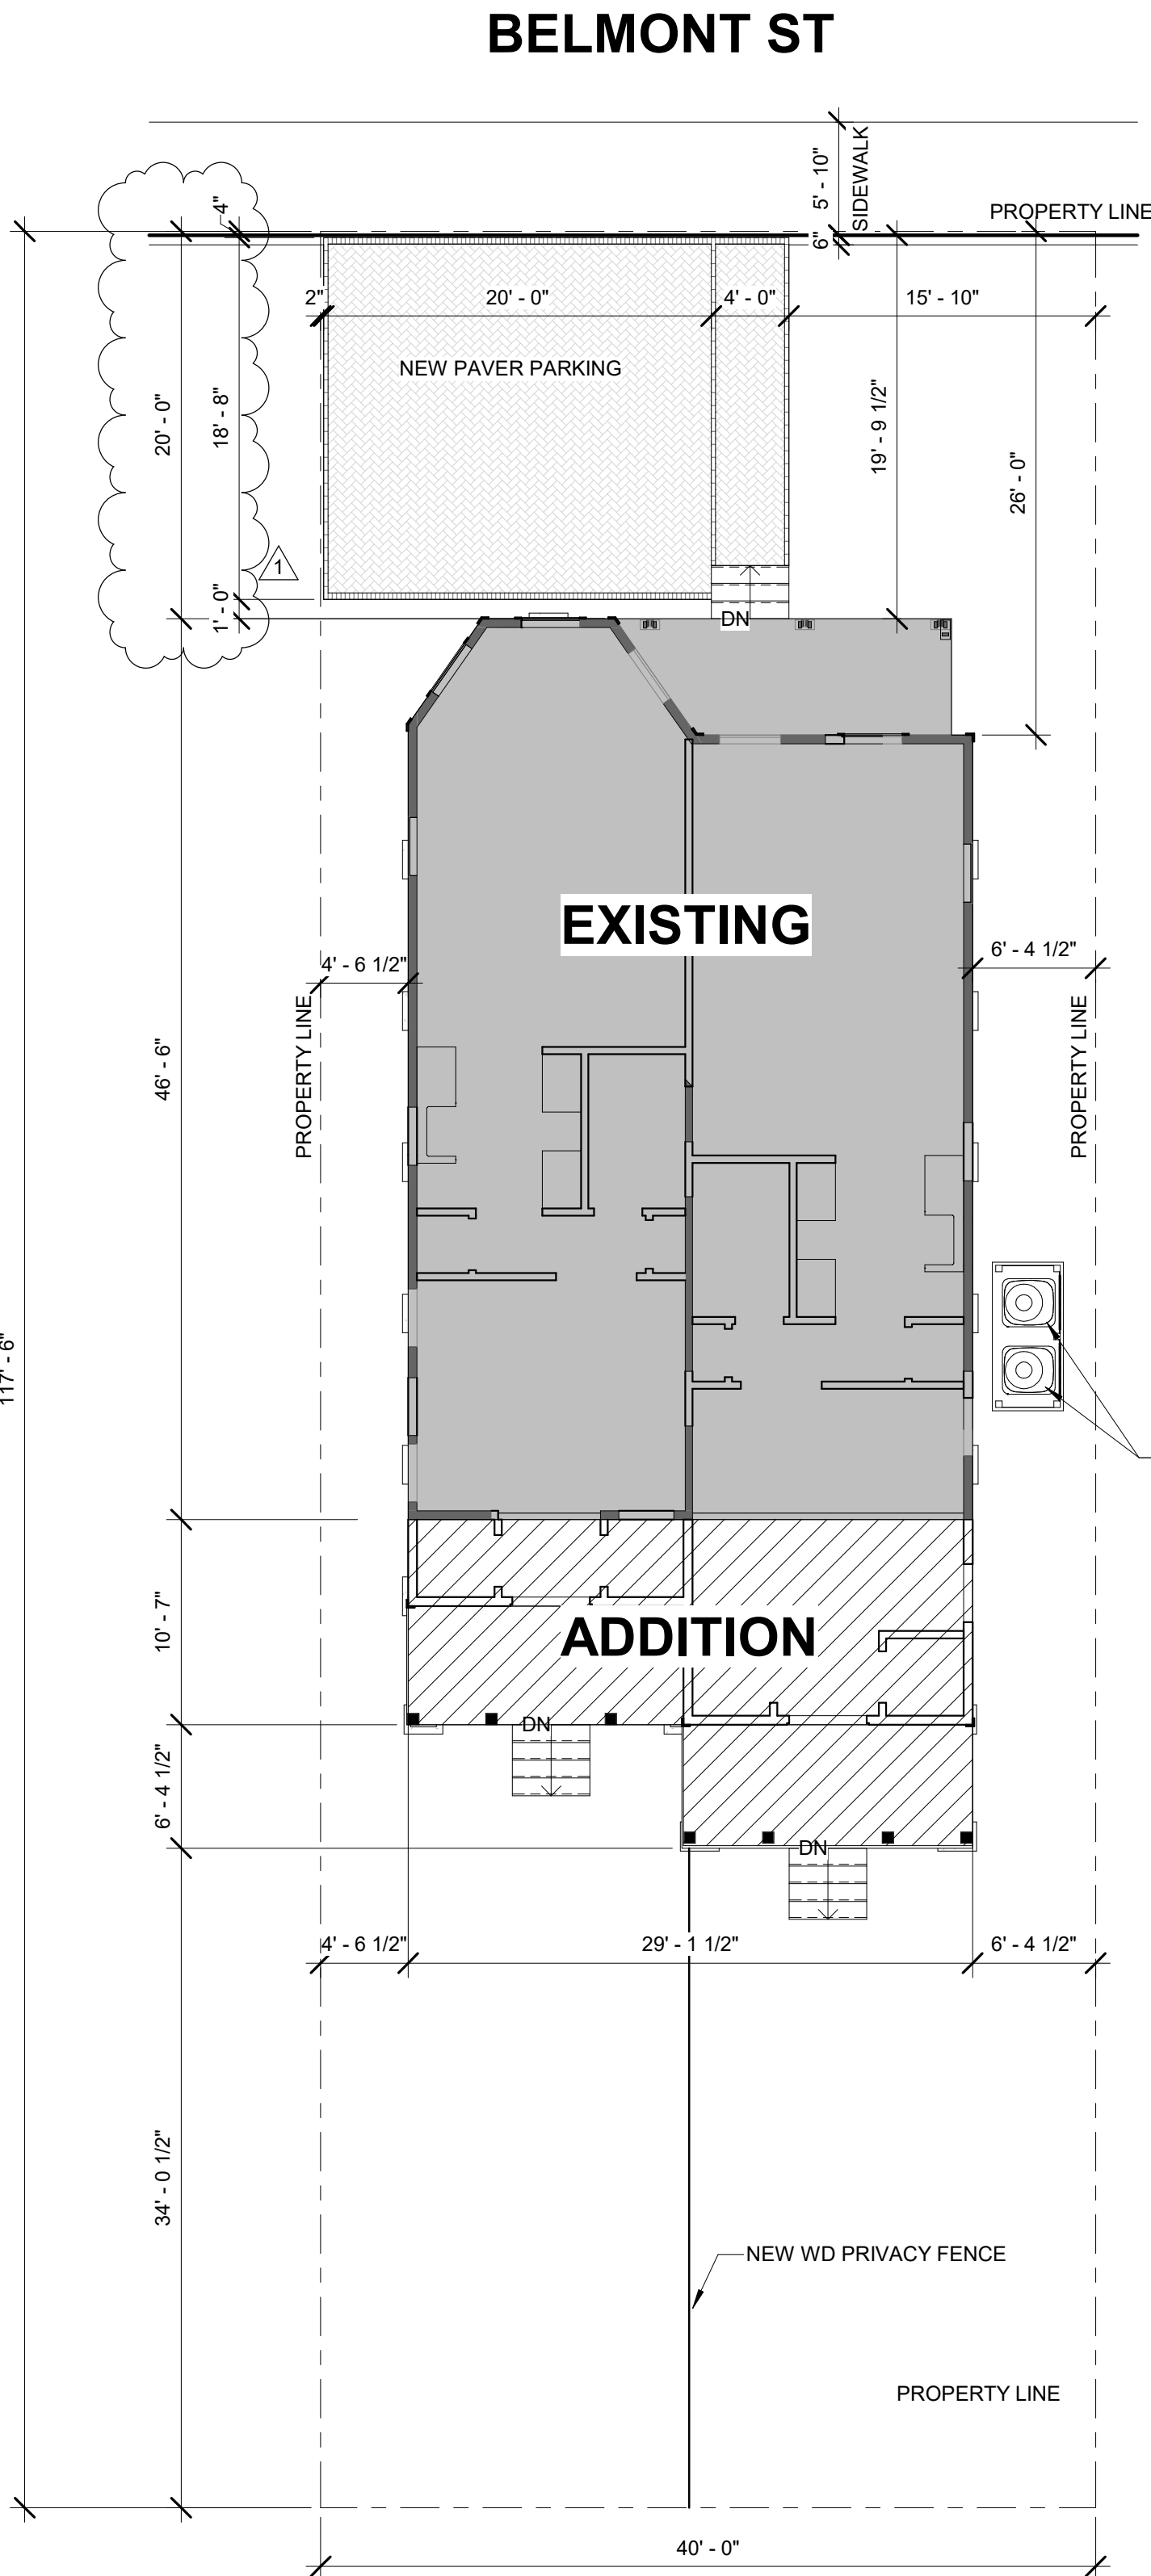 BELMONT ST
5' - 10"
SIDEWALK
PROPERTY LINE
4"
6"
2"
20' - 0"
4' - 0"
15' - 10"
NEW PAVER PARKING
20' - 0"
18' - 8"
19' - 9 1/2"
26' - 0"
1
1' - 0"
DN
EXISTING
4' - 6 1/2"
6' - 4 1/2"
PROPERTY LINE
PROPERTY LINE
46' - 6"
117' - 6"
10' - 7"
ADDITION
DN
6' - 4 1/2"
DN
4' - 6 1/2"
29' - 1 1/2"
6' - 4 1/2"
34' - 0 1/2"
NEW WD PRIVACY FENCE
PROPERTY LINE
40' - 0"